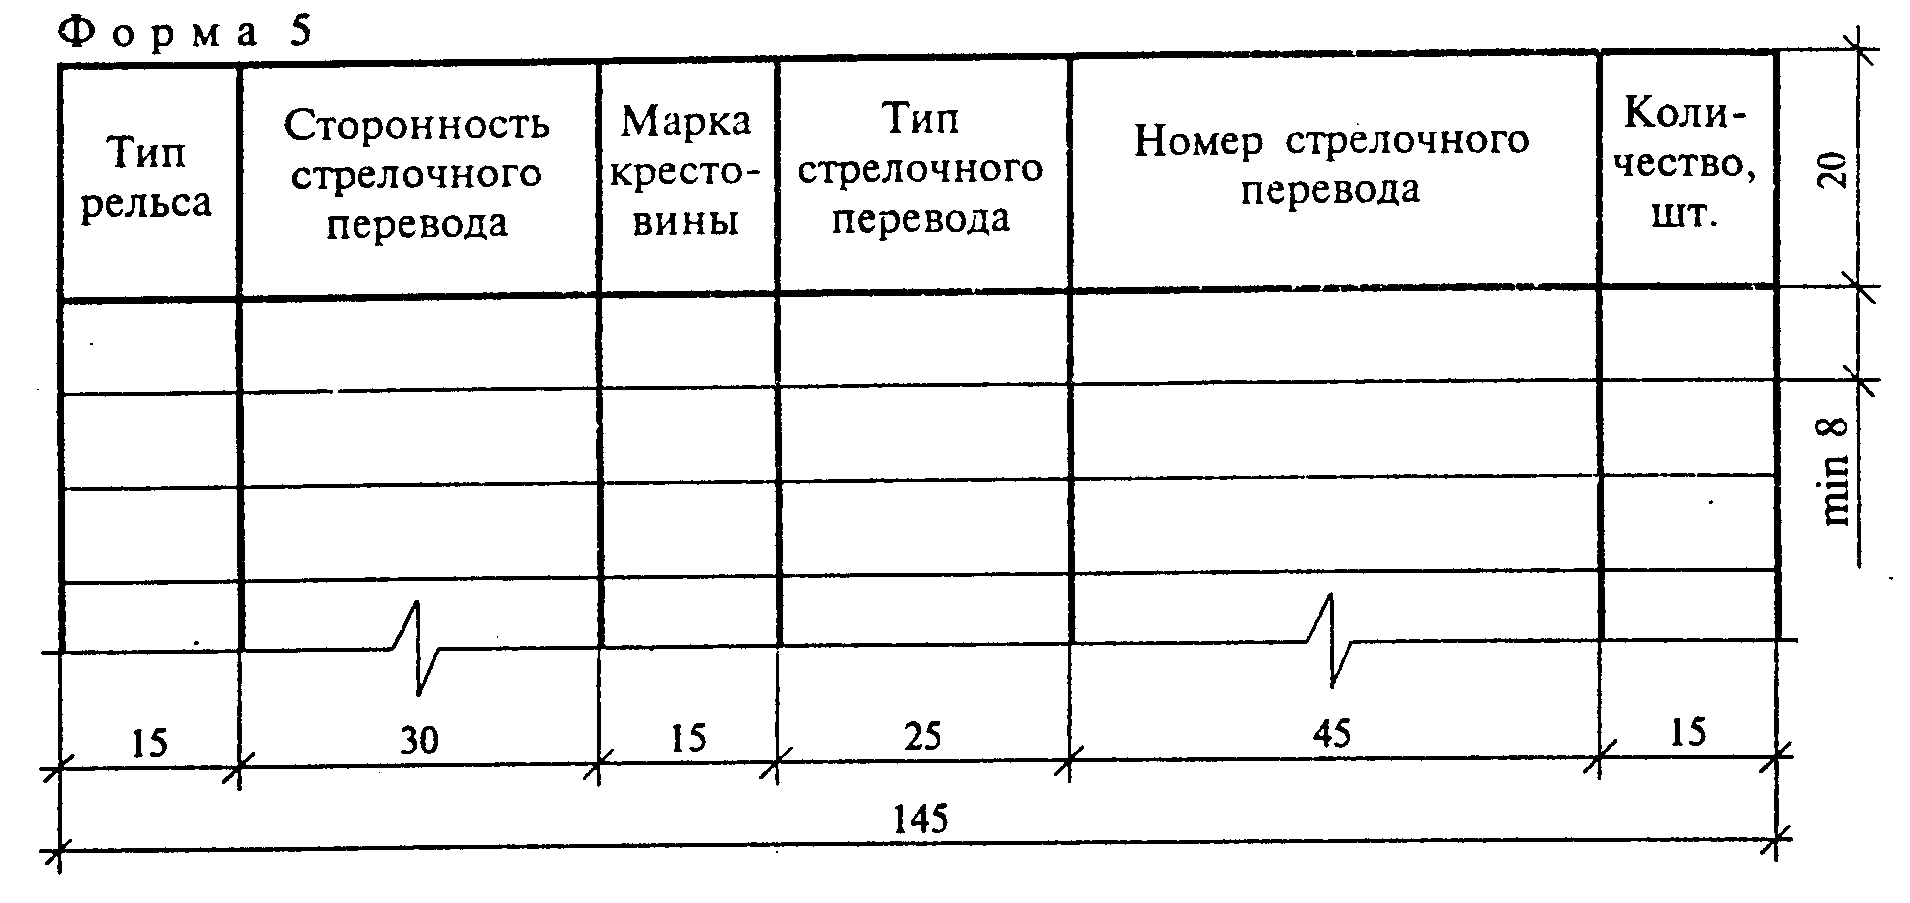 Форма 5
Тип
рельса
Сторонность
стрелочного
перевода
Марка
кресто-
вины
Тип
стрелочного
перевода
Номер стрелочного
перевода
Коли-
чество,
шт.
20
min 8
15
30
15
25
45
15
145